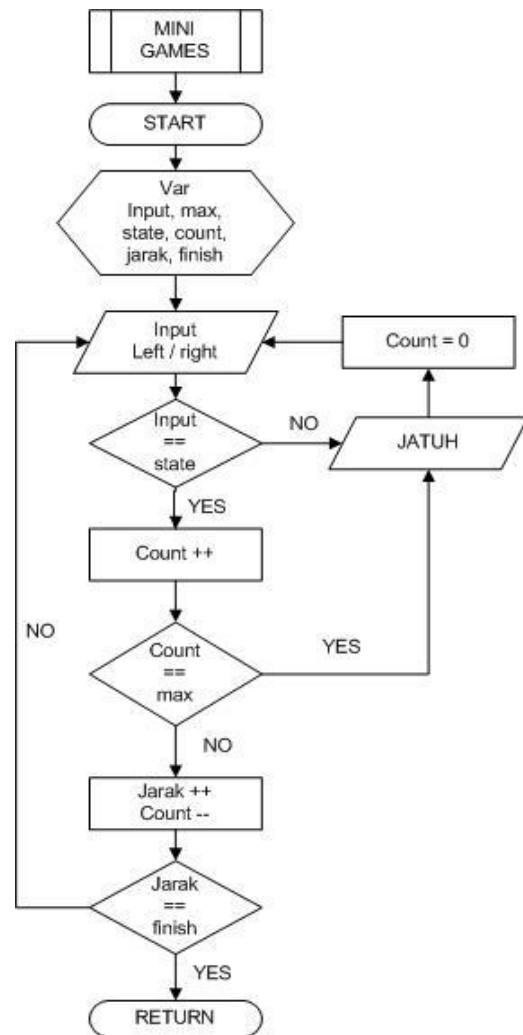 MINI
GAMES
START
Var
Input, max,
state, count,
jarak, finish
Input
Left / right
Count = 0
Input
==
state
NO
JATUH
YES
Count ++
NO
Count
==
max
YES
NO
Jarak ++
Count --
Jarak
==
finish
YES
RETURN